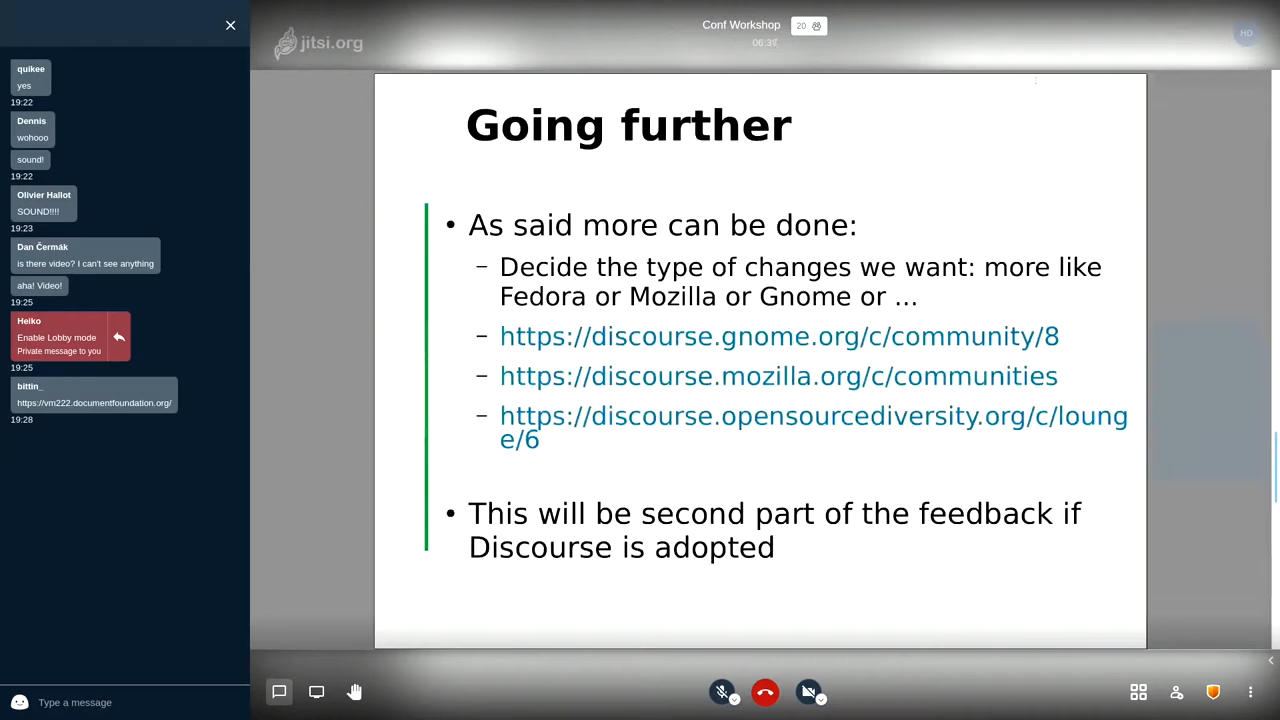 quikee
yes
19:22
Dennis
wohooo
sound!
19:22
Olivier Hallot
SOUND!!!!
19:23
Dan Čermák
is there video? I can't see anything
aha! Video!
19:25
Heiko
Enable Lobby mode
Private message to you
19:25
bittin_
https://vm222.documentfoundation.org/
19:28
Type a message
jitsi.org
Conf Workshop
20
HD
Going further
• As said more can be done:
– Decide the type of changes we want: more like
Fedora or Mozilla or Gnome or ...
– https://discourse.gnome.org/c/community/8
– https://discourse.mozilla.org/c/communities
– https://discourse.opensourcediversity.org/c/loung
e/6
• This will be second part of the feedback if
Discourse is adopted